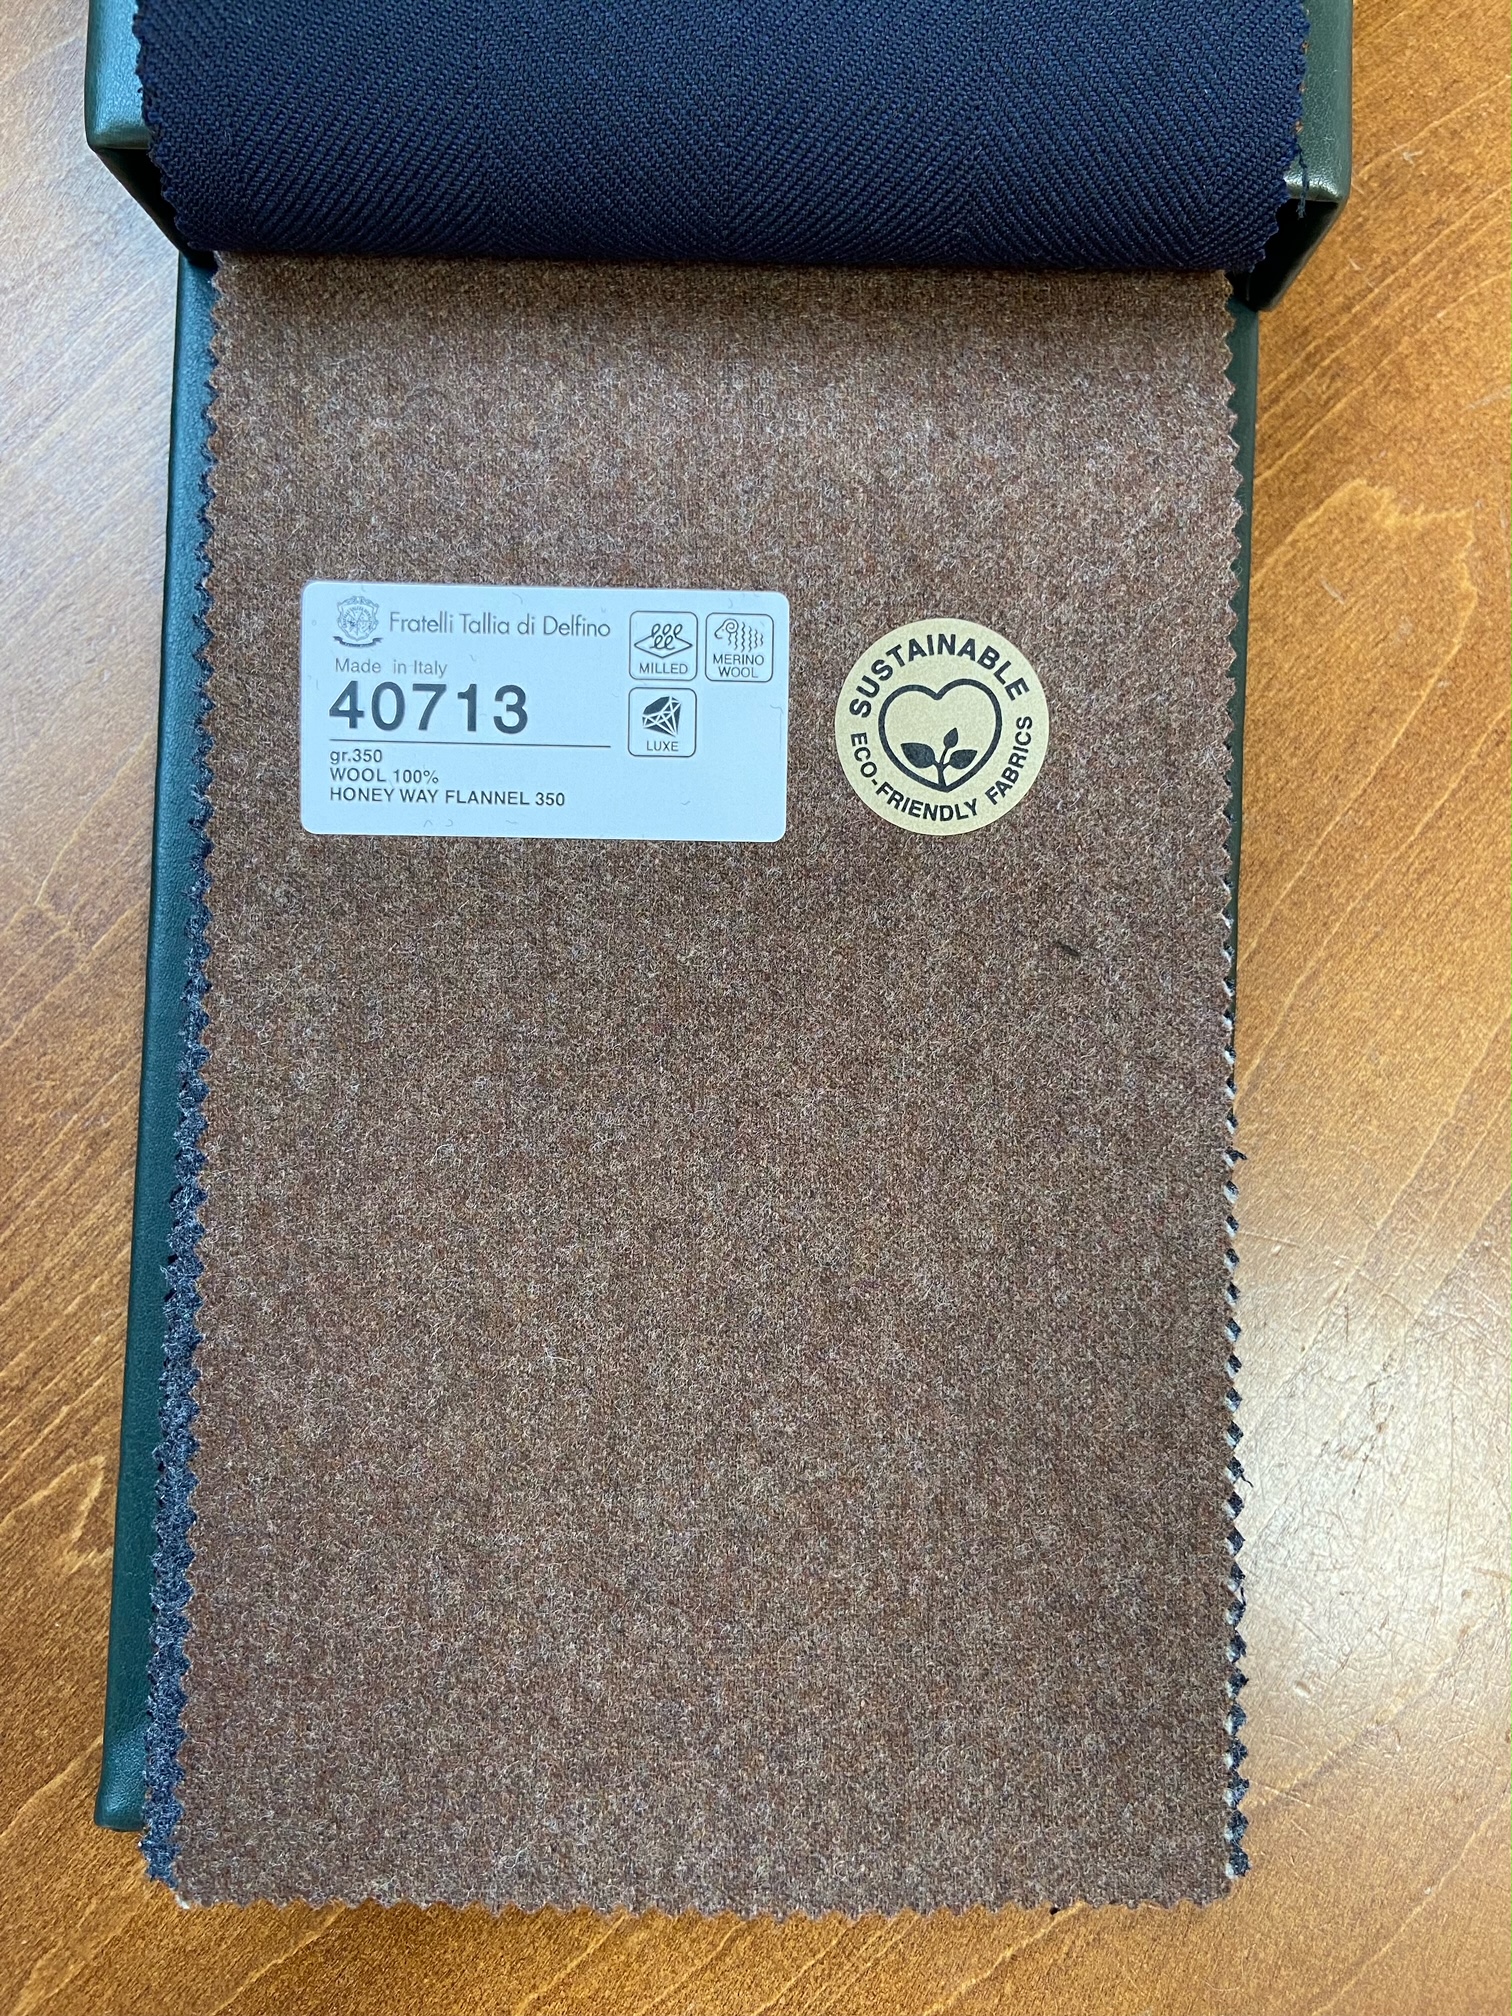 Fratelli Tallia di Delfino
Made in Italy
40713
gr.350
WOOL 100%
HONEY WAY FLANNEL 350
MILLED
MERINO
WOOL
LUXE
SUSTAINABLE
ECO-FRIENDLY FABRICS